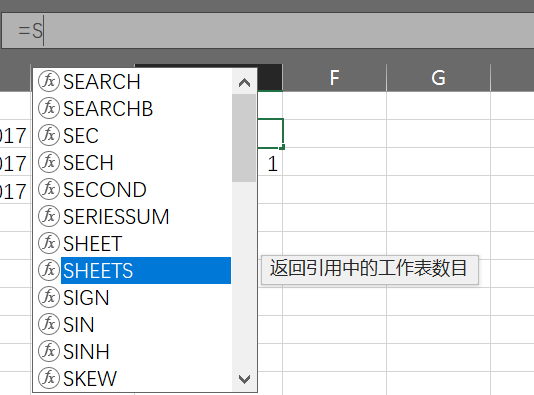 =S
F G
SEARCH
SEARCHB
SEC
017
SECH
017
1
SECOND
017
SERIESSUM
SHEET
SHEETS
返回引用中的工作表数目
SIGN
SIN
SINH
SKEW